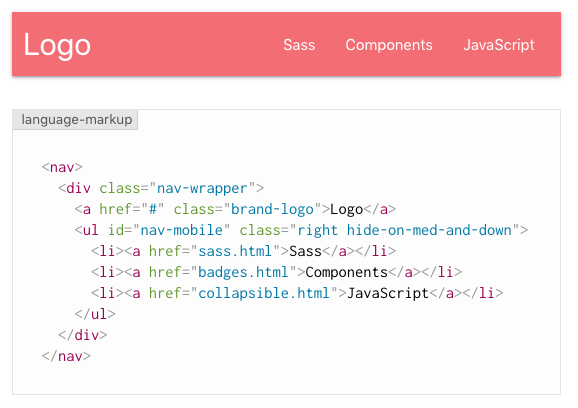 Logo
Sass Components JavaScript
language-markup
<nav>
  <div class="nav-wrapper">
    <a href="#" class="brand-logo">Logo</a>
    <ul id="nav-mobile" class="right hide-on-med-and-down">
      <li><a href="sass.html">Sass</a></li>
      <li><a href="badges.html">Components</a></li>
      <li><a href="collapsible.html">JavaScript</a></li>
    </ul>
  </div>
</nav>